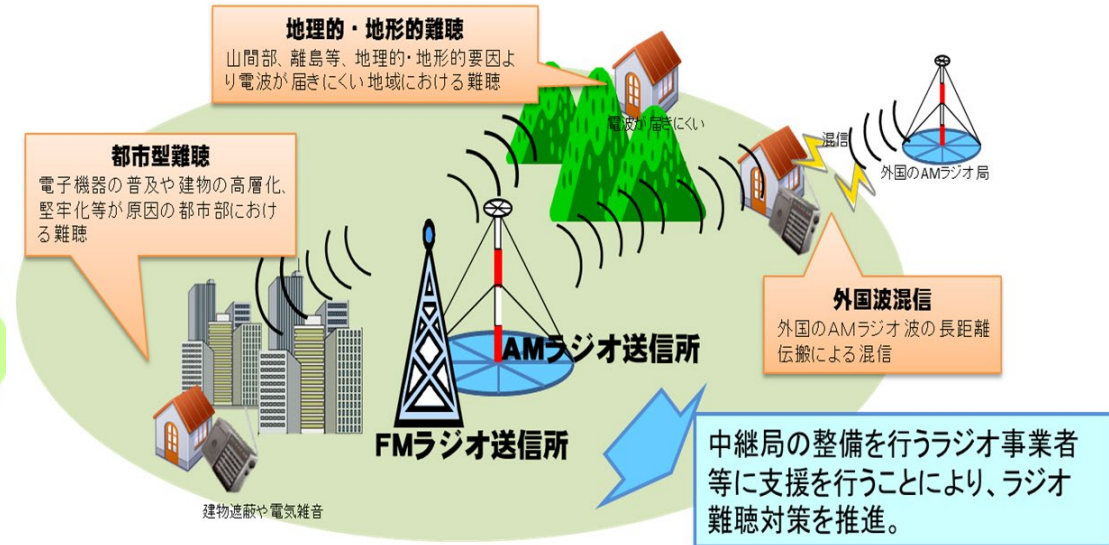 地理的・地形的難聴
山間部、離島等、地理的・地形的要因よ
り電波が届きにくい地域における難聴
電波が届きにくい
混信
外国のAMラジオ局
都市型難聴
電子機器の普及や建物の高層化、
堅牢化等が原因の都市部におけ
る難聴
外国波混信
外国のAMラジオ波の長距離
伝搬による混信
AMラジオ送信所
FMラジオ送信所
建物遮蔽や電気雑音
中継局の整備を行うラジオ事業者
等に支援を行うことにより、ラジオ
難聴対策を推進。